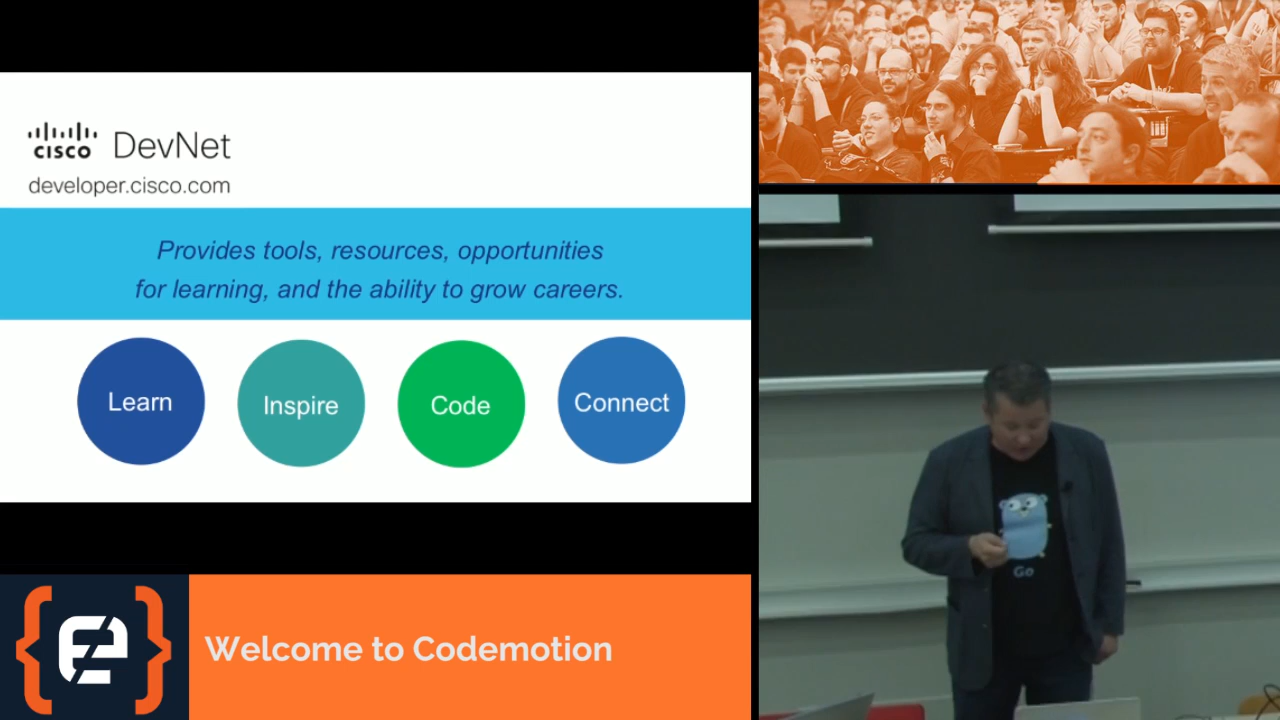 CISCO DevNet
developer.cisco.com
Provides tools, resources, opportunities
for learning, and the ability to grow careers.
Learn
Inspire
Code
Connect
Welcome to Codemotion
Go